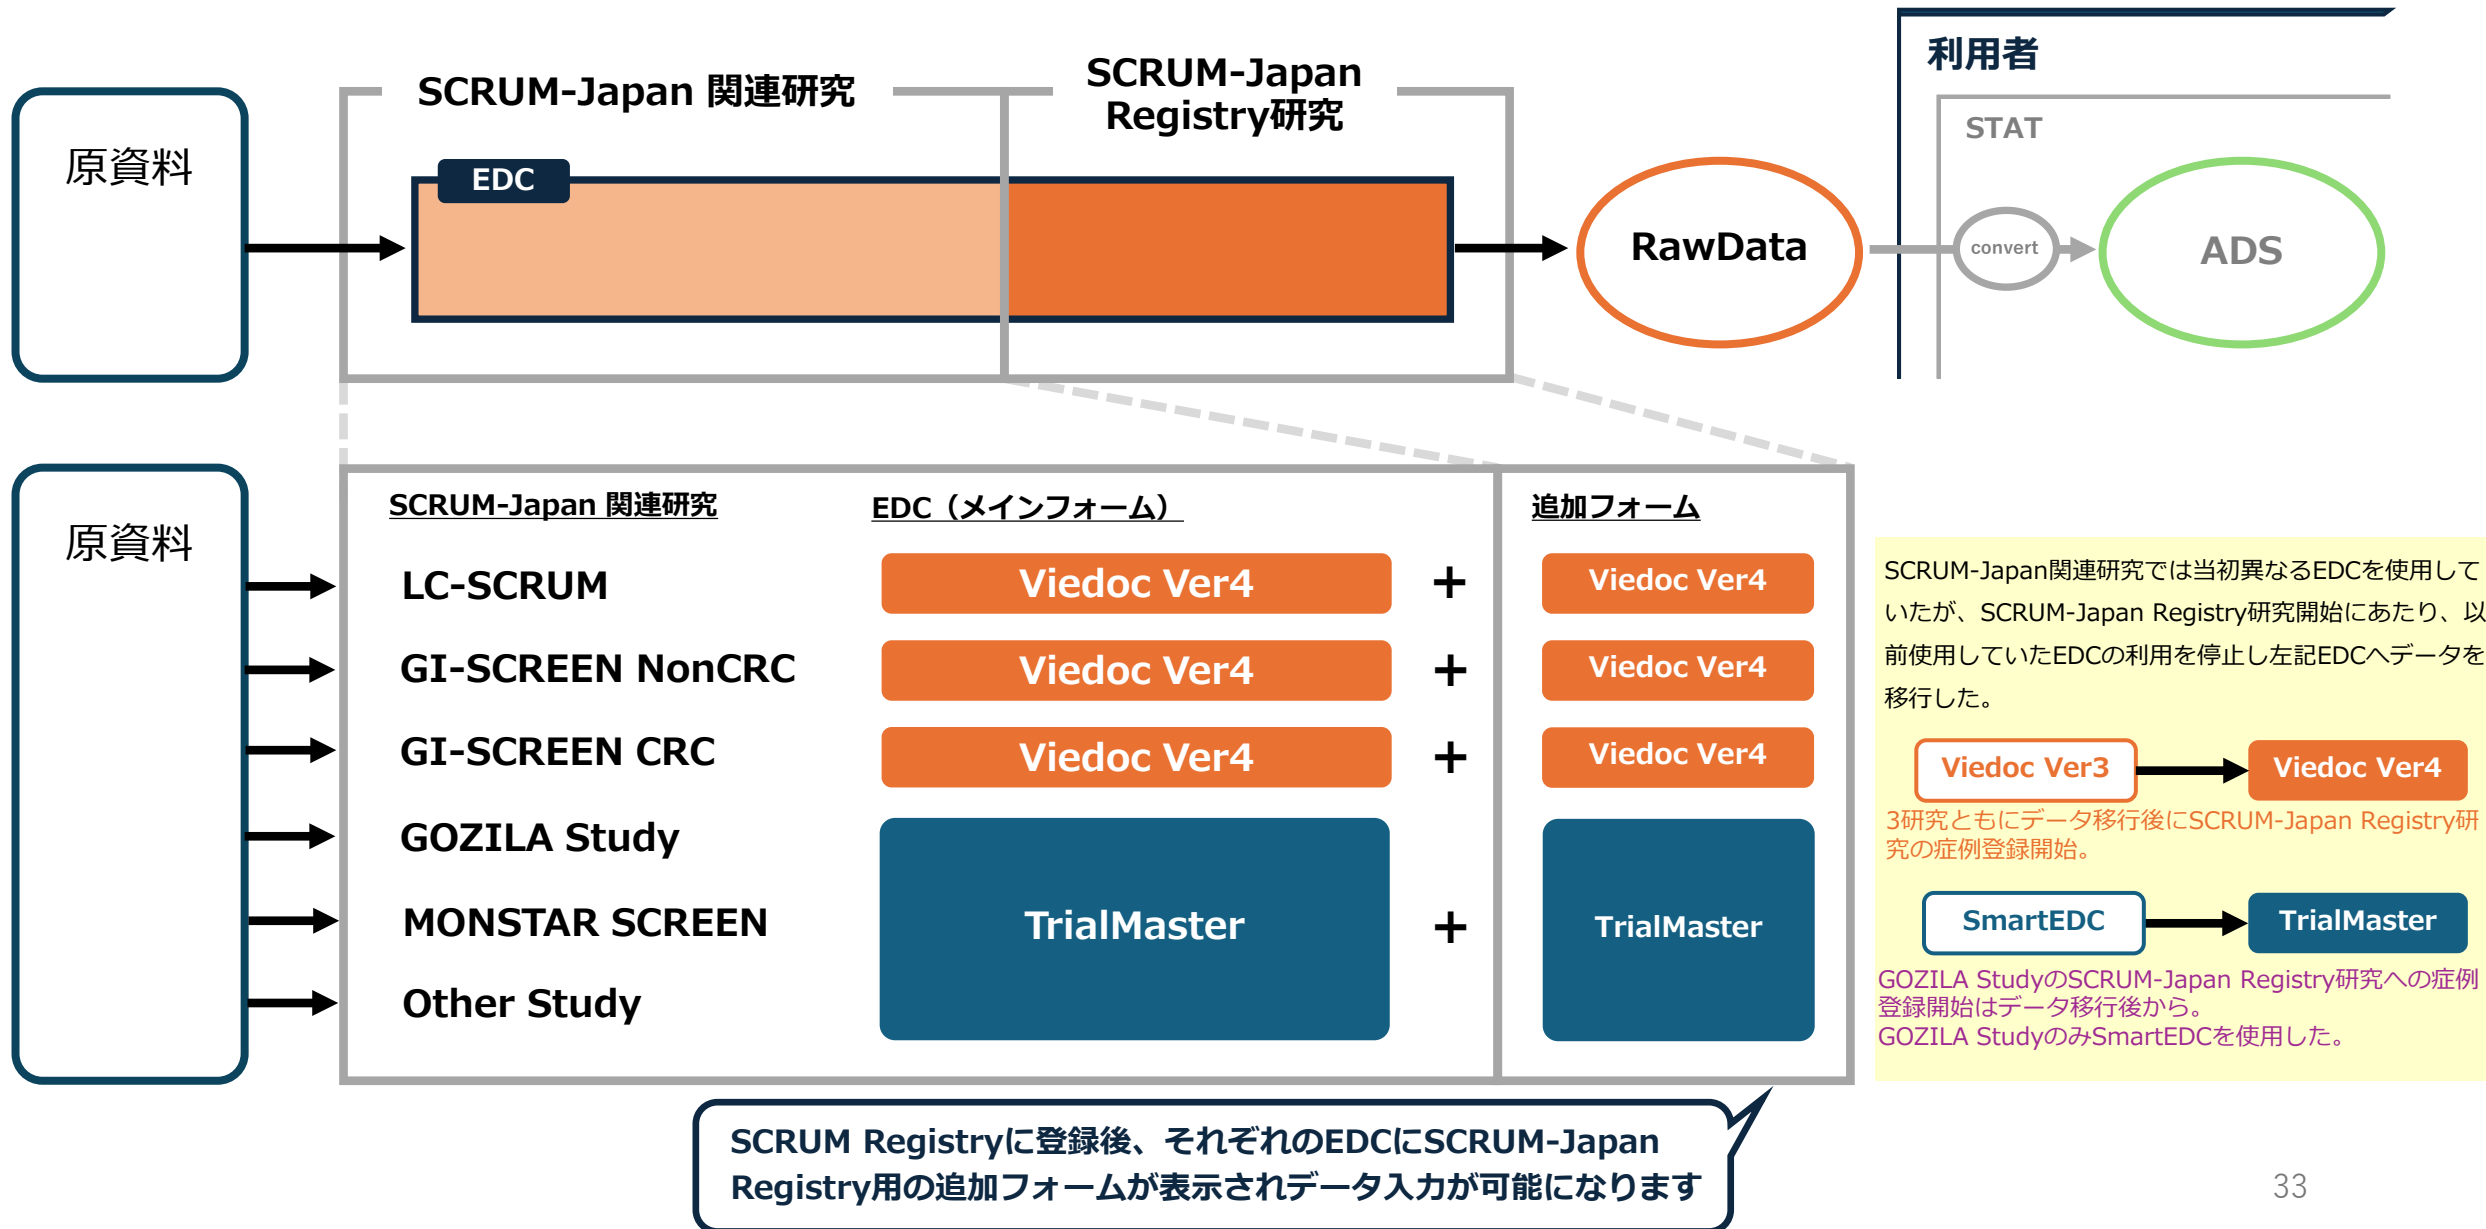 利用者
SCRUM-Japan 関連研究
SCRUM-Japan
Registry研究
STAT
原資料
EDC
RawData
convert
ADS
原資料
SCRUM-Japan 関連研究
EDC（メインフォーム）
追加フォーム
LC-SCRUM
Viedoc Ver4
+
Viedoc Ver4
GI-SCREEN NonCRC
Viedoc Ver4
+
Viedoc Ver4
GI-SCREEN CRC
Viedoc Ver4
+
Viedoc Ver4
GOZILA Study
MONSTAR SCREEN
TrialMaster
+
TrialMaster
Other Study
SCRUM-Japan関連研究では当初異なるEDCを使用して
いたが、SCRUM-Japan Registry研究開始にあたり、以
前使用していたEDCの利用を停止し左記EDCへデータを
移行した。
Viedoc Ver3
Viedoc Ver4
3研究ともにデータ移行後にSCRUM-Japan Registry研
究の症例登録開始。
SmartEDC
TrialMaster
GOZILA StudyのSCRUM-Japan Registry研究への症例
登録開始はデータ移行後から。
GOZILA StudyのみSmartEDCを使用した。
SCRUM Registryに登録後、それぞれのEDCにSCRUM-Japan
Registry用の追加フォームが表示されデータ入力が可能になります
33